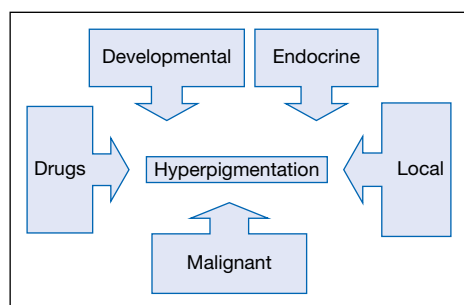 Developmental
Endocrine
Drugs
Hyperpigmentation
Local
Malignant